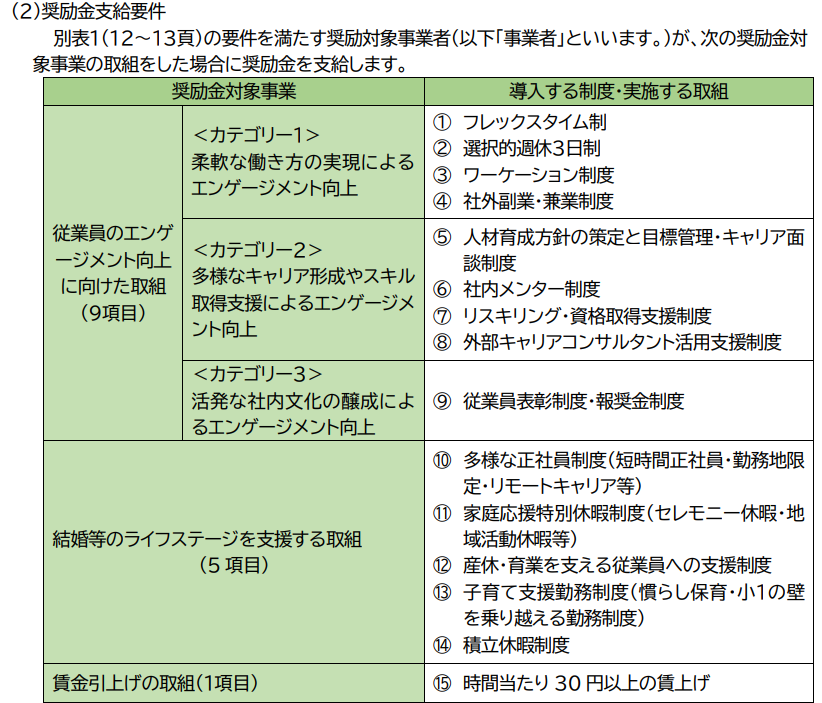 (2)奨励金支給要件
別表1(12～13頁)の要件を満たす奨励対象事業者(以下「事業者」といいます。)が、次の奨励金対
象事業の取組をした場合に奨励金を支給します。
奨励金対象事業
導入する制度・実施する取組
従業員のエンゲ
ージメント向上
に向けた取組
(9項目)
＜カテゴリー1＞
柔軟な働き方の実現による
エンゲージメント向上
① フレックスタイム制
② 選択的週休3日制
③ ワーケーション制度
④ 社外副業・兼業制度
＜カテゴリー2＞
多様なキャリア形成やスキル
取得支援によるエンゲージメ
ント向上
⑤ 人材育成方針の策定と目標管理・キャリア面
談制度
⑥ 社内メンター制度
⑦ リスキリング・資格取得支援制度
⑧ 外部キャリアコンサルタント活用支援制度
＜カテゴリー3＞
活発な社内文化の醸成によ
るエンゲージメント向上
⑨ 従業員表彰制度・報奨金制度
結婚等のライフステージを支援する取組
(5項目)
⑩ 多様な正社員制度(短時間正社員・勤務地限
定・リモートキャリア等)
⑪ 家庭応援特別休暇制度(セレモニー休暇・地
域活動休暇等)
⑫ 産休・育業を支える従業員への支援制度
⑬ 子育て支援勤務制度(慣らし保育・小1の壁
を乗り越える勤務制度)
⑭ 積立休暇制度
賃金引上げの取組(1項目)
⑮ 時間当たり30円以上の賃上げ